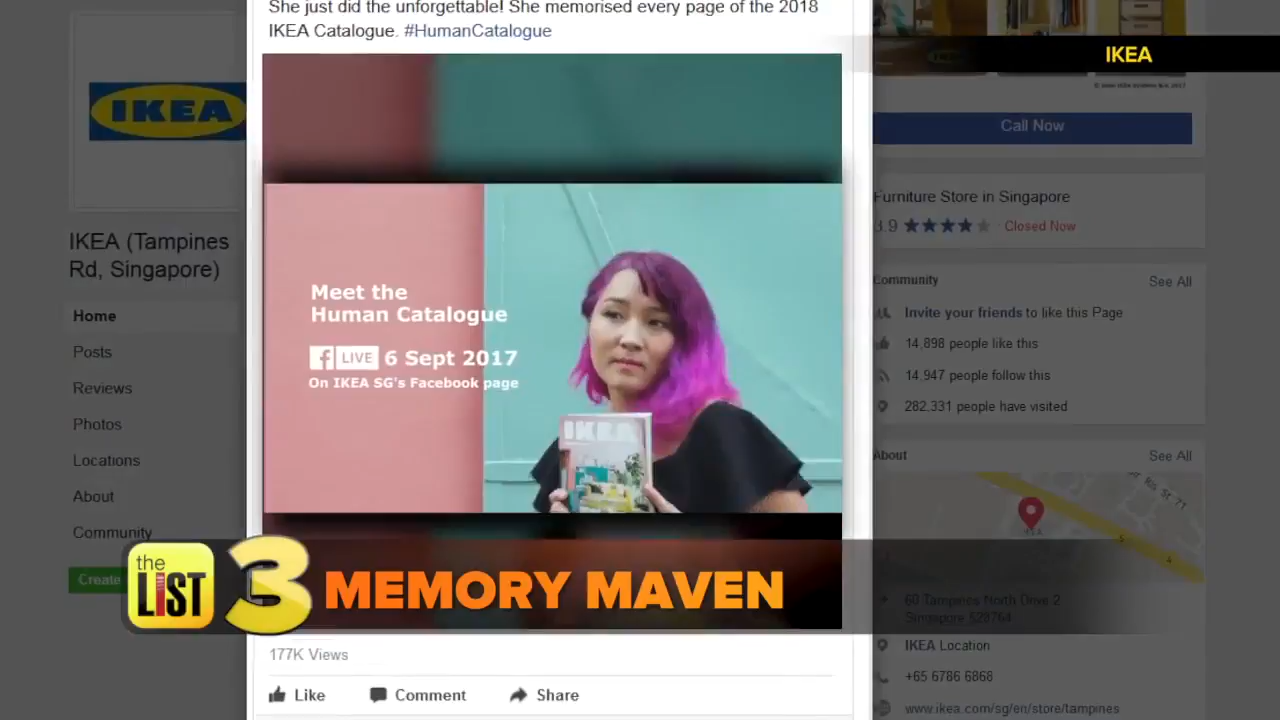 She just did the unforgettable! She memorised every page of the 2018
IKEA Catalogue. #HumanCatalogue
IKEA
IKEA
IKEA (Tampines
Rd, Singapore)
Home
Posts
Reviews
Photos
Locations
About
Community
Create
Meet the
Human Catalogue
f LIVE 6 Sept 2017
On IKEA SG's Facebook page
IKEA
the
LIST
3 MEMORY MAVEN
177K Views
Like
Comment
Share
Call Now
Furniture Store in Singapore
3.9
Closed Now
Community
See All
Invite your friends to like this Page
14,898 people like this
14,947 people follow this
282,331 people have visited
About
See All
60 Tampines North Drive 2
Singapore 528764
IKEA Location
+65 6786 6868
www.ikea.com/sg/en/store/tampines